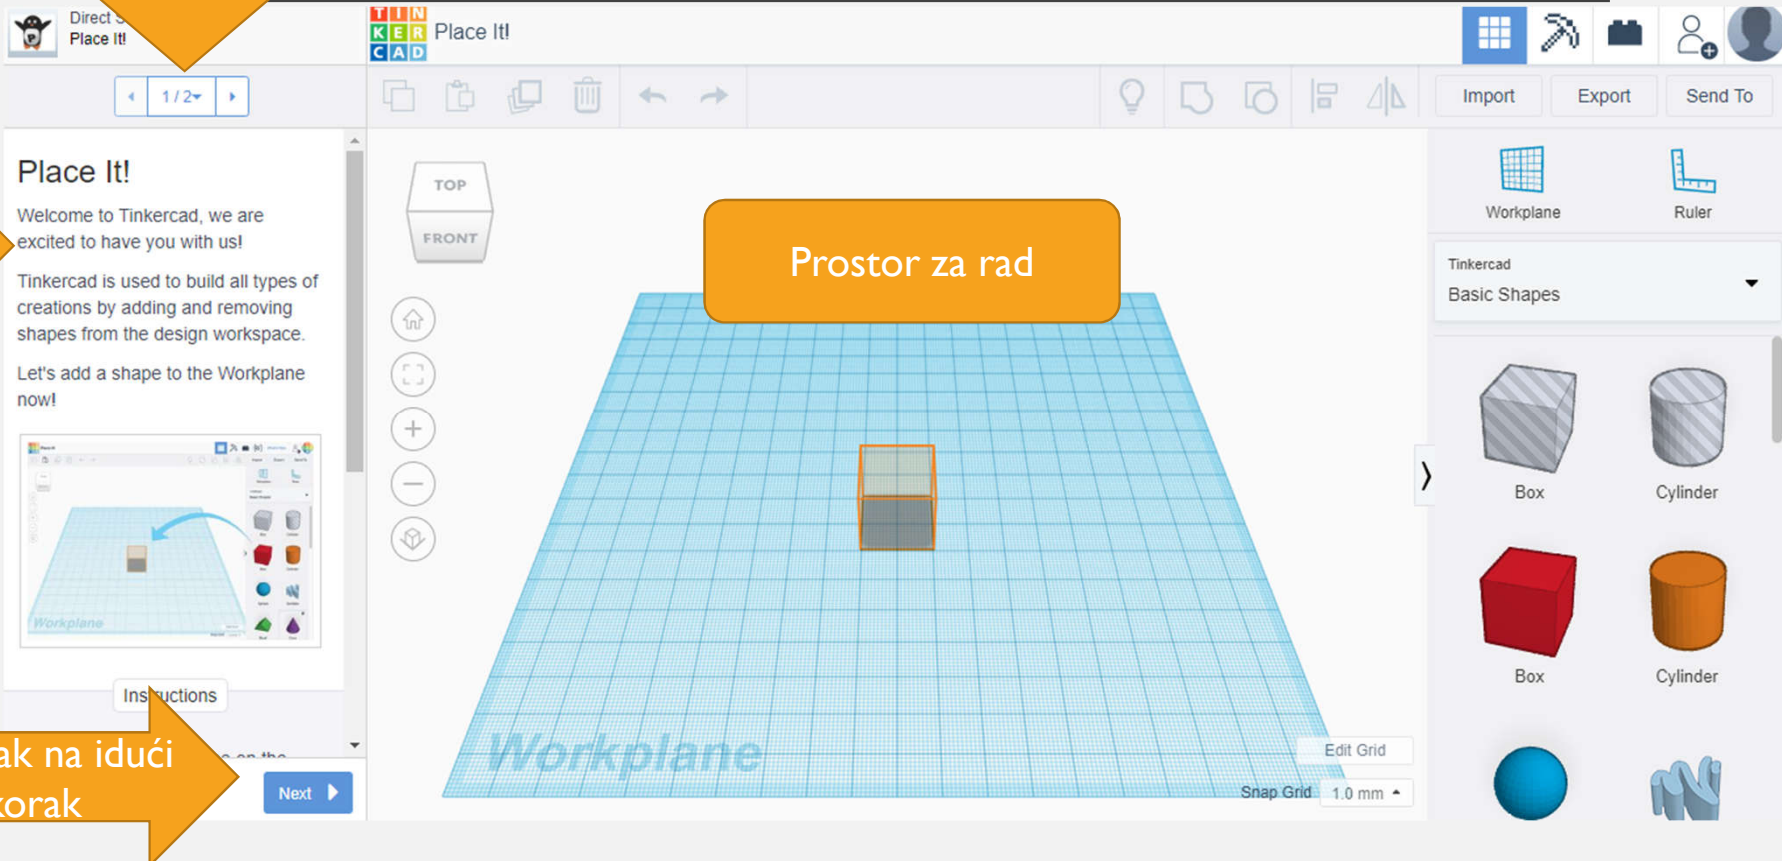 Direct
Place It!
TIN
KER
CAD
Place It!
1 / 2
Import
Export
Send To
Place It!
Welcome to Tinkercad, we are
excited to have you with us!
Tinkercad is used to build all types of
creations by adding and removing
shapes from the design workspace.
Let's add a shape to the Workplane
now!
Workplane
Instructions
na idući
Next
TOP
FRONT
Prostor za rad
Workplane
Edit Grid
Snap Grid
1.0 mm
Workplane
Ruler
Tinkercad
Basic Shapes
Box
Cylinder
Box
Cylinder